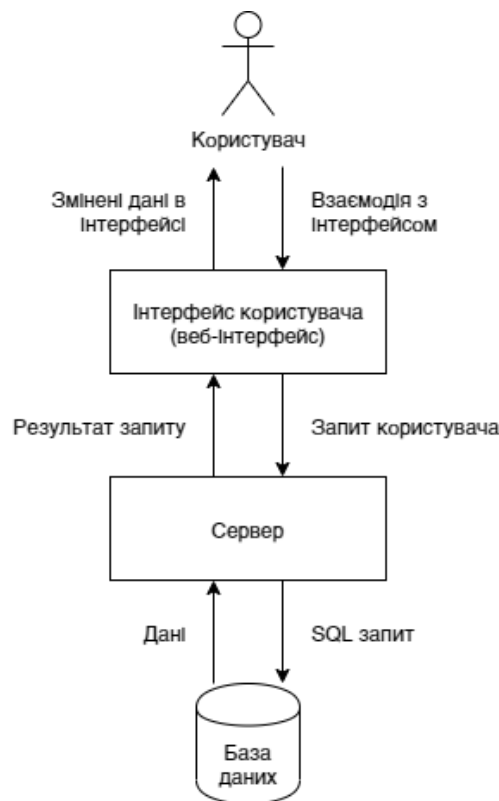 Користувач
Змінені дані в
інтерфейсі
Взаємодія з
інтерфейсом
Інтерфейс користувача
(веб-інтерфейс)
Результат запиту
Запит користувача
Сервер
Дані
SQL запит
База
даних